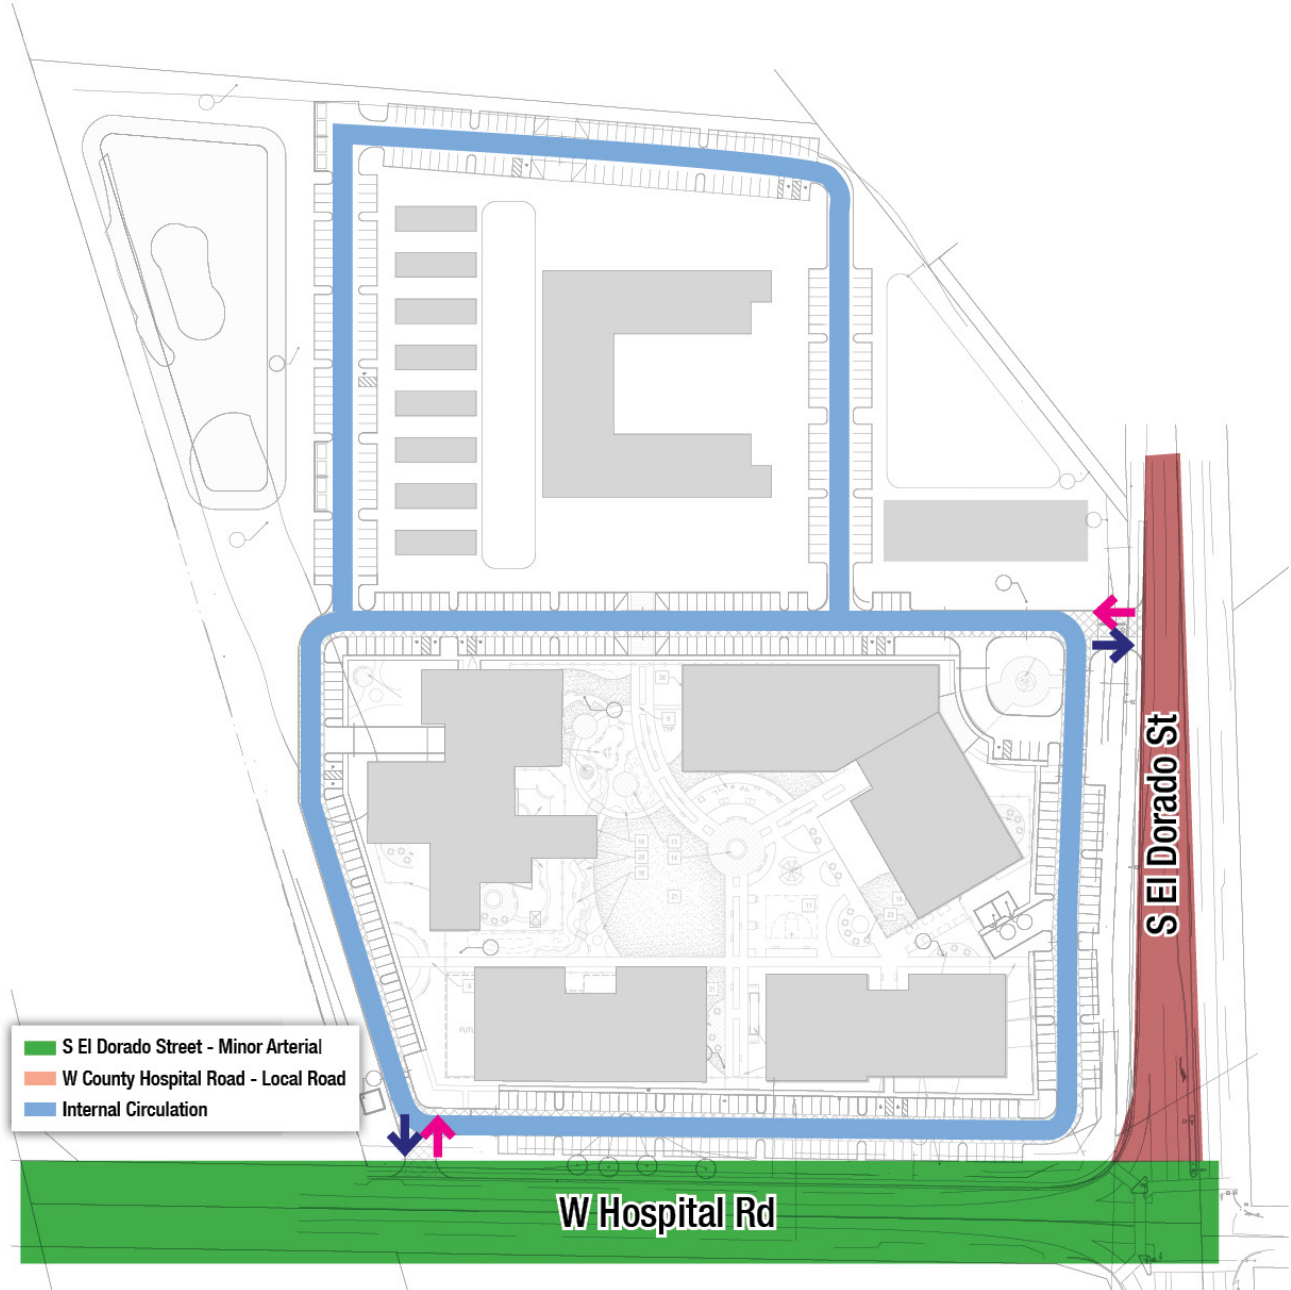 S El Dorado St
S El Dorado Street - Minor Arterial
W County Hospital Road - Local Road
Internal Circulation
W Hospital Rd